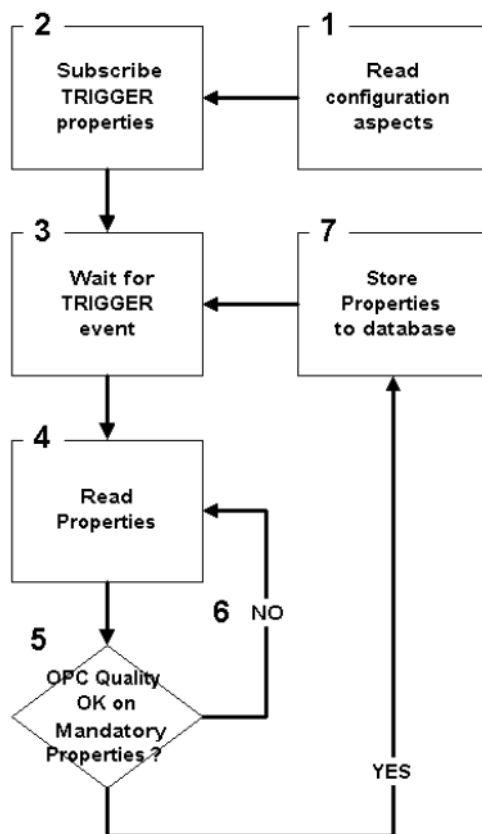 2
Subscribe
TRIGGER
properties
1
Read
configuration
aspects
3
Wait for
TRIGGER
event
7
Store
Properties
to database
4
Read
Properties
5
OPC Quality
OK on
Mandatory
Properties ?
6 NO
YES